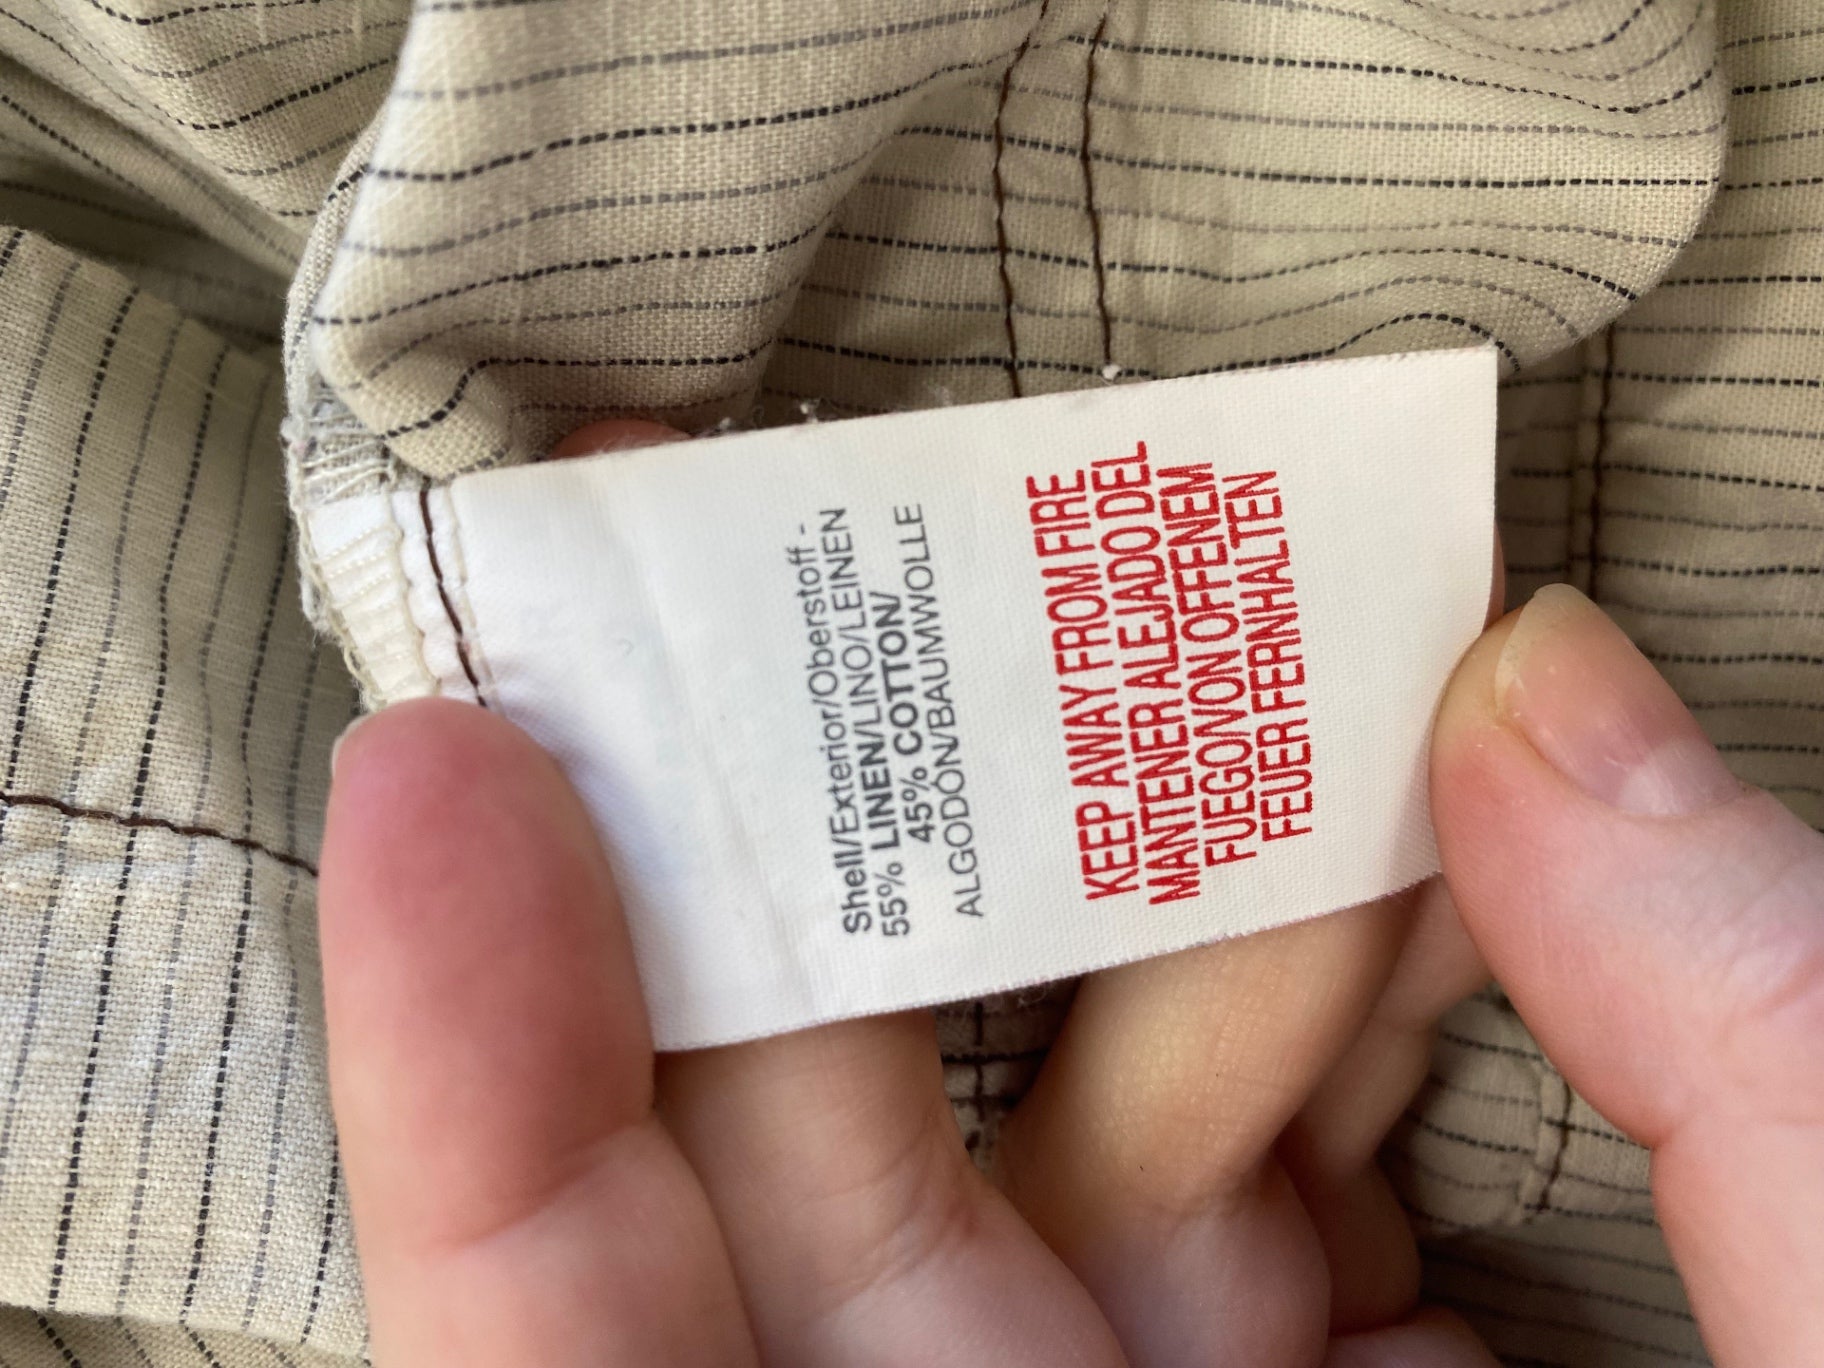 Shell/Exterior/Oberstoff -
55% LINEN/LINO/LEINEN
45% COTTON/
ALGODÓN/BAUMWOLLE
KEEP AWAY FROM FIRE
MANTENER ALEJADO DEL
FUEGO/VON OFFENEM
FEUER FERNHALTEN